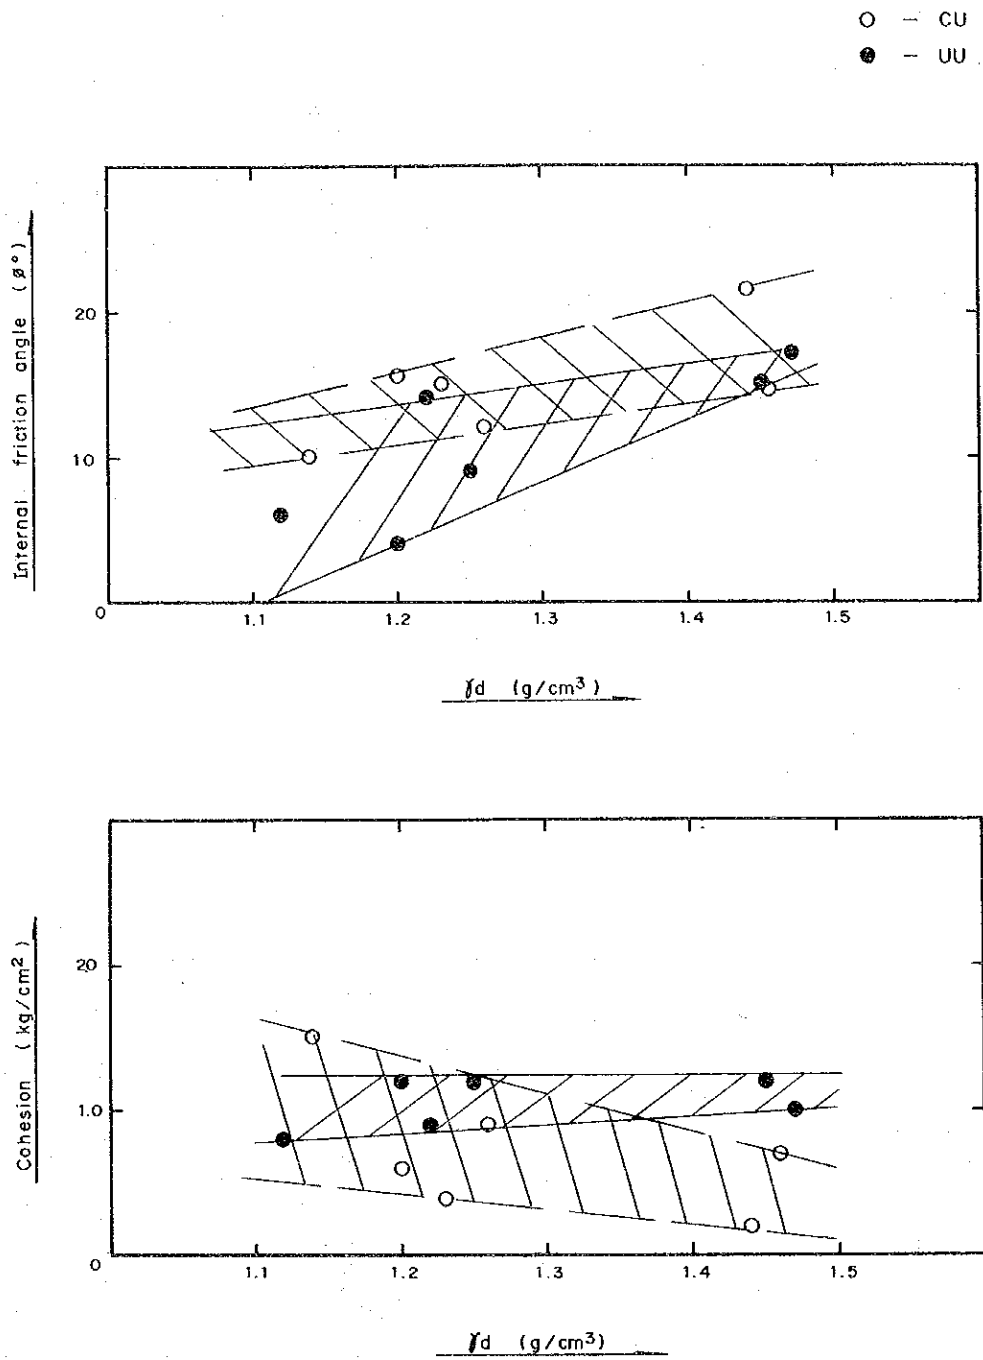 ○ — CU
● — UU
Internal friction angle (ø°)
20
10
0
1.1 1.2 1.3 1.4 1.5
γd (g/cm³)
Cohesion (kg/cm²)
20
1.0
0
1.1 1.2 1.3 1.4 1.5
γd (g/cm³)